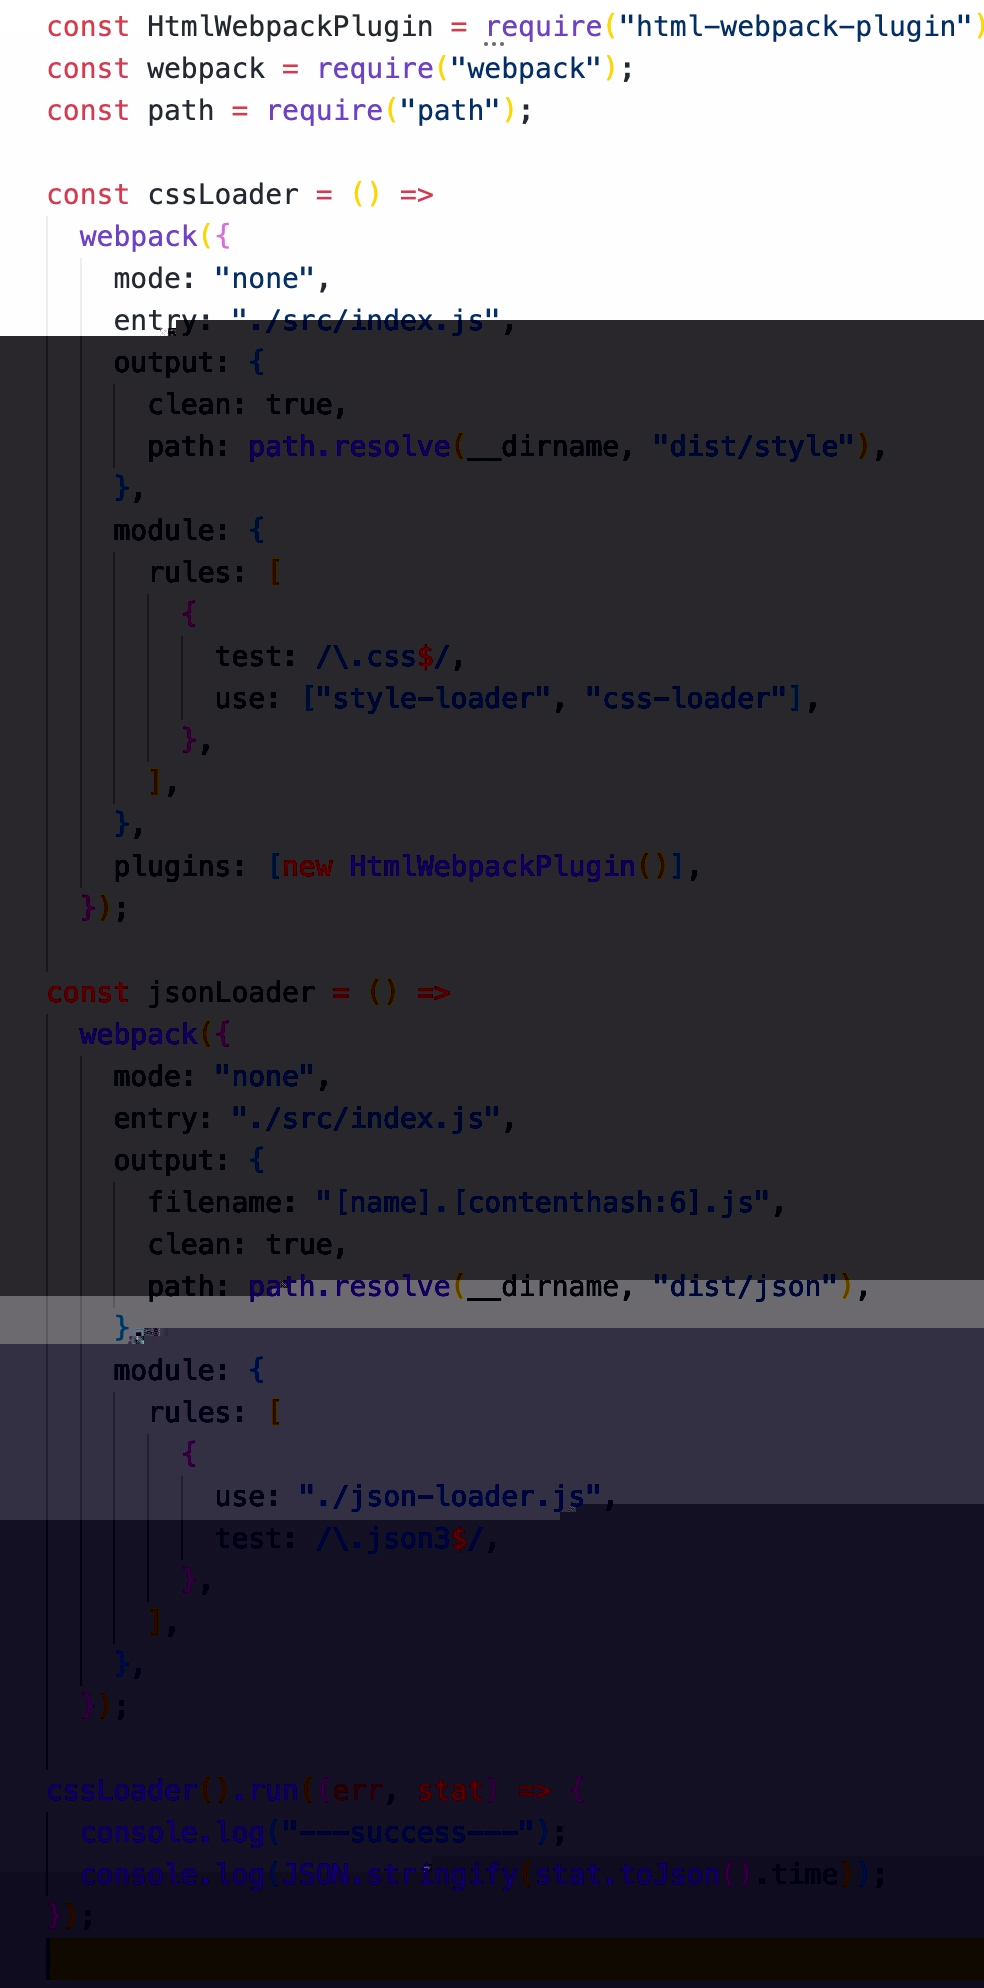 const HtmlWebpackPlugin = require("html-webpack-plugin")
const webpack = require("webpack");
const path = require("path");
const cssLoader = () =>
webpack({
mode: "none",
entry: "./src/index.js",
output: {
clean: true,
path: path.resolve(__dirname, "dist/style"),
},
module: {
rules: [
{
test: /\.css$/,
use: ["style-loader", "css-loader"],
},
],
},
plugins: [new HtmlWebpackPlugin()],
});
const jsonLoader = () =>
webpack({
mode: "none",
entry: "./src/index.js",
output: {
filename: "[name].[contenthash:6].js",
clean: true,
path: path.resolve(__dirname, "dist/json"),
},
module: {
rules: [
{
use: "./json-loader.js",
test: /\.json3$/,
},
],
},
});
cssLoader().run((err, stat) => {
console.log("---success---");
console.log(JSON.stringify(stat.toJson().time));
});